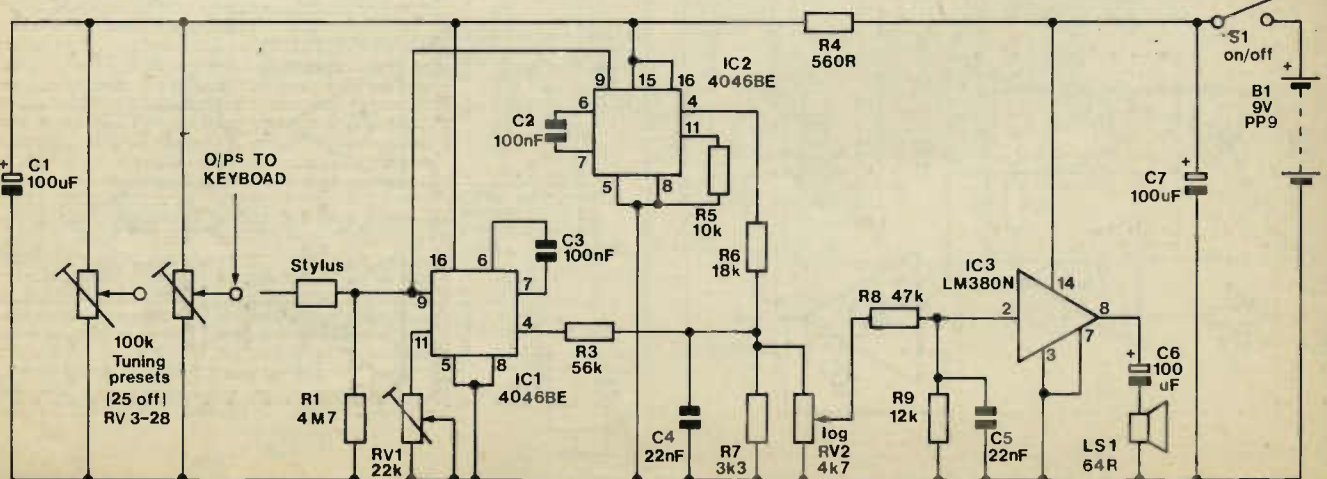 R4
560R
S1
on/off
+
B1
9V
PP9
IC2
4046BE
9
15
16
6
4
11
7
5
8
C2
100nF
R5
10k
R6
18k
+
C1
100uF
O/Ps TO
KEYBOAD
Stylus
100k
Tuning
presets
(25 off)
RV 3-28
R1
4M7
RV1
22k
16
6
9
7
11
4
5
8
IC1
4046BE
C3
100nF
R3
56k
C4
22nF
R7
3k3
log
RV2
4k7
R8 47k
R9
12k
C5
22nF
IC3
LM380N
14
2
8
7
3
+
C6
100
uF
LS1
64R
+
C7
100uF